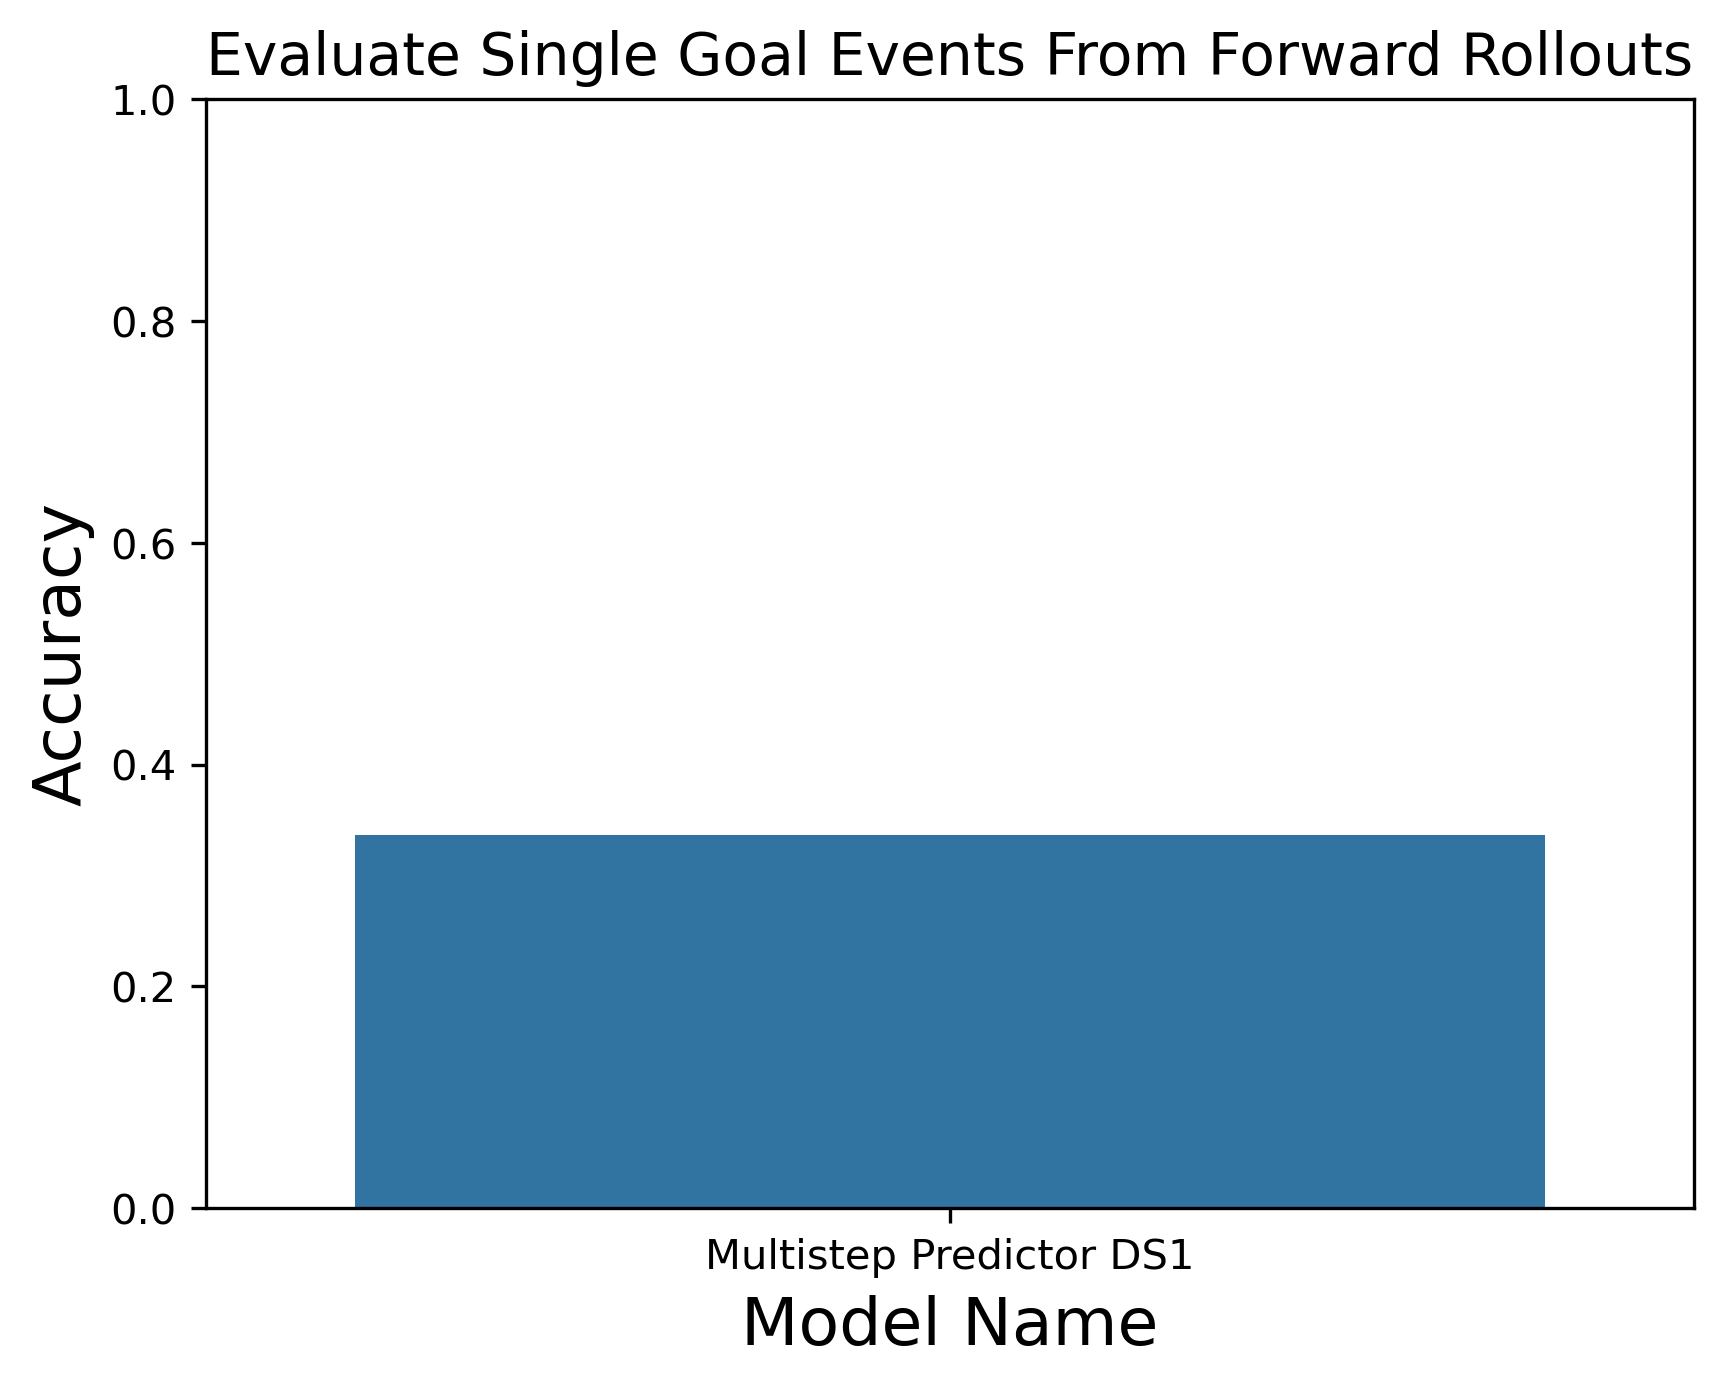 Evaluate Single Goal Events From Forward Rollouts
1.0
0.8
0.6
0.4
0.2
0.0
Accuracy
Multistep Predictor DS1
Model Name